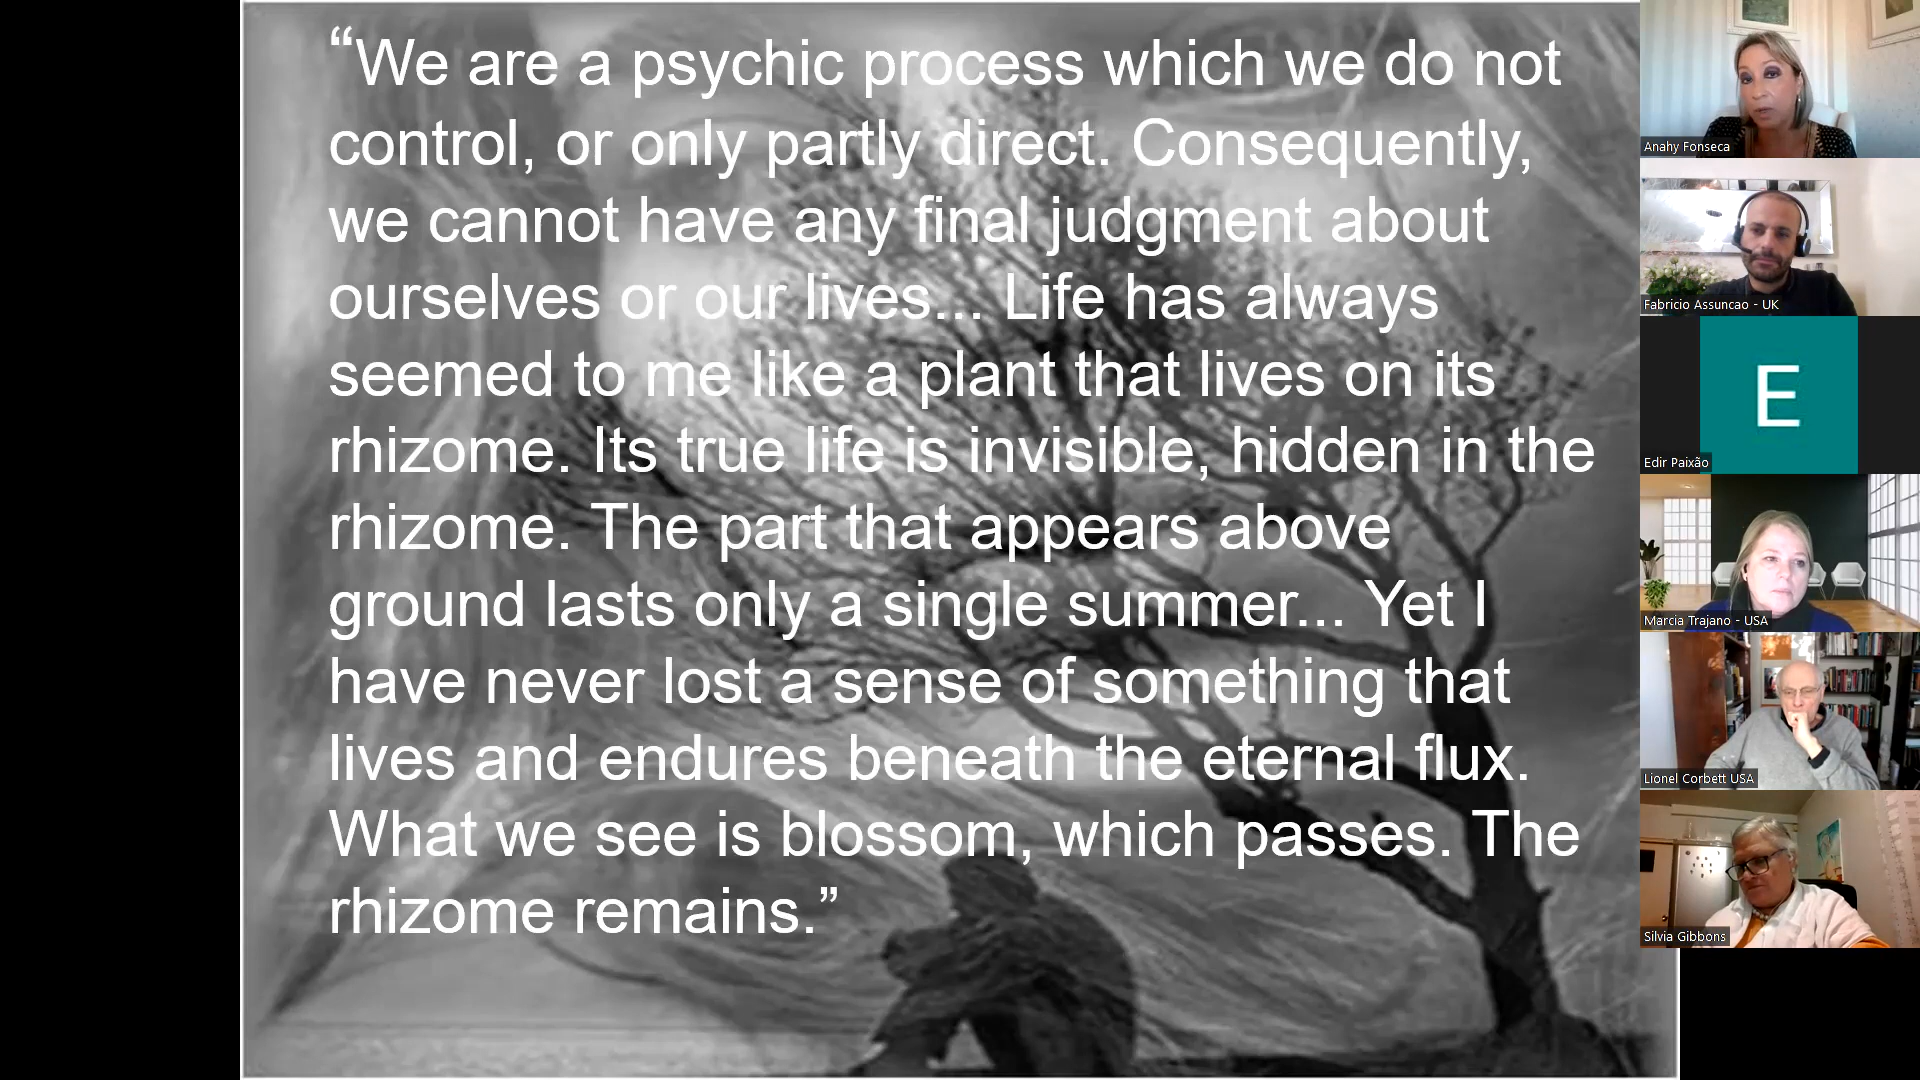 “We are a psychic process which we do not
control, or only partly direct. Consequently,
we cannot have any final judgment about
ourselves or our lives... Life has always
seemed to me like a plant that lives on its
rhizome. Its true life is invisible, hidden in the
rhizome. The part that appears above
ground lasts only a single summer... Yet I
have never lost a sense of something that
lives and endures beneath the eternal flux.
What we see is blossom, which passes. The
rhizome remains.”
Anahy Fonseca
Fabricio Assuncao - UK
E
Edir Paixão
Marcia Trajano - USA
Lionel Corbett USA
Silvia Gibbons